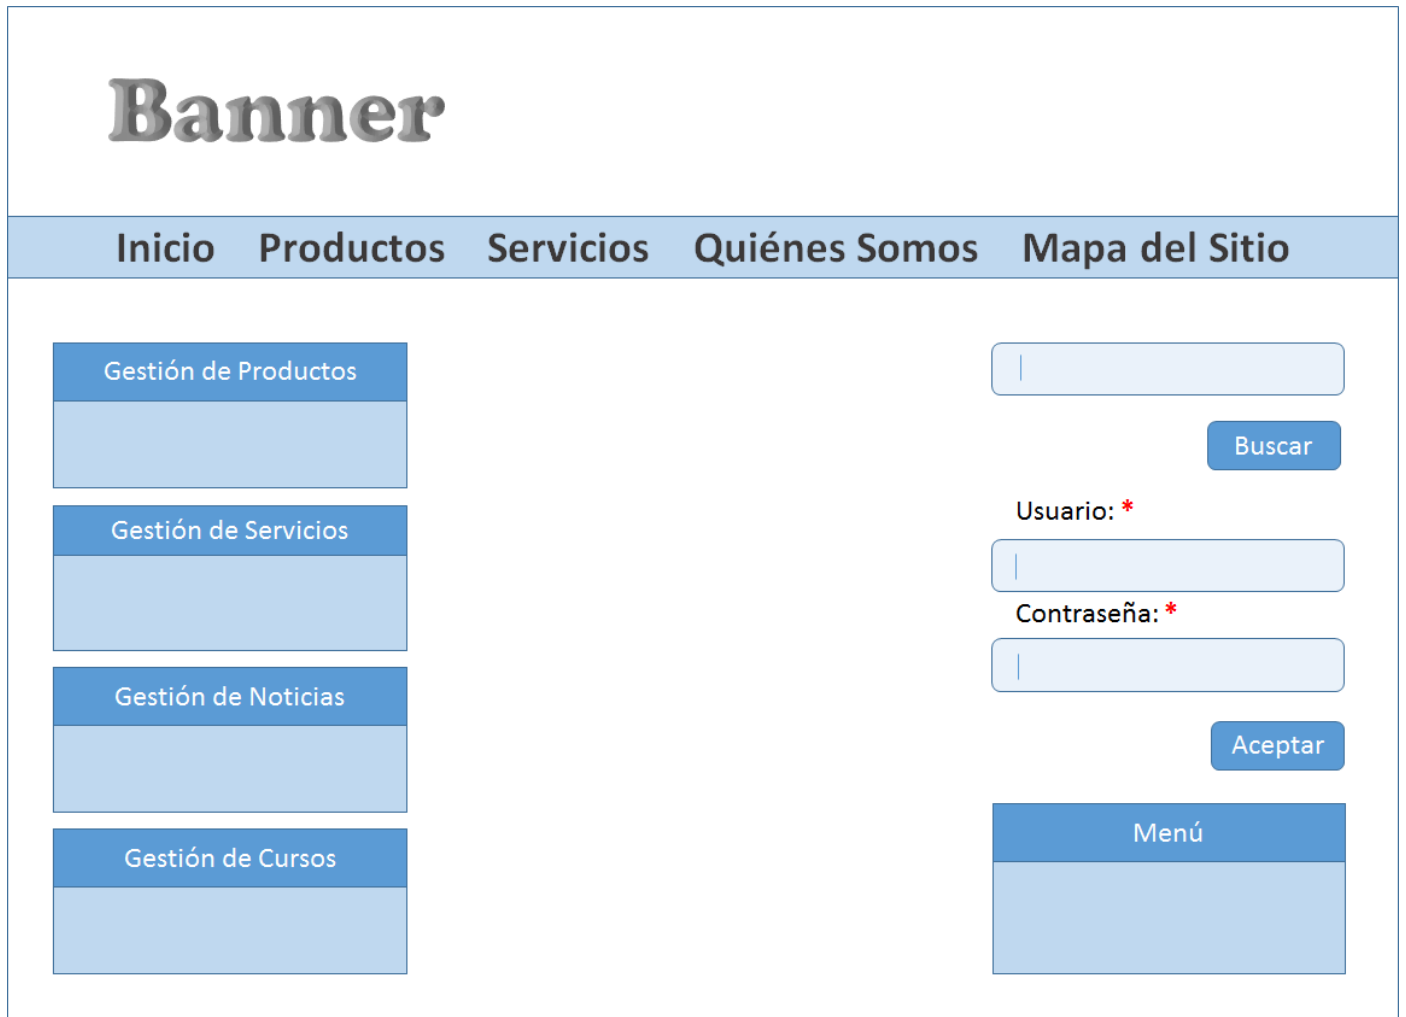 Banner
Inicio Productos Servicios Quiénes Somos Mapa del Sitio
Gestión de Productos
Gestión de Servicios
Gestión de Noticias
Gestión de Cursos
Buscar
Usuario: *
Contraseña: *
Aceptar
Menú